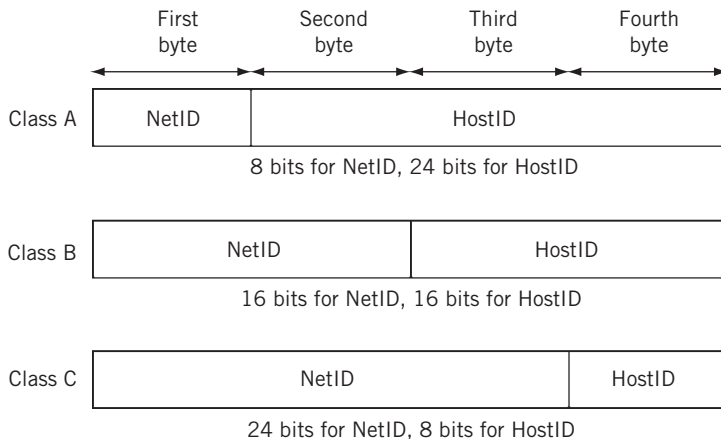 First byte
Second byte
Third byte
Fourth byte
Class A
NetID
HostID
8 bits for NetID, 24 bits for HostID
Class B
NetID
HostID
16 bits for NetID, 16 bits for HostID
Class C
NetID
HostID
24 bits for NetID, 8 bits for HostID